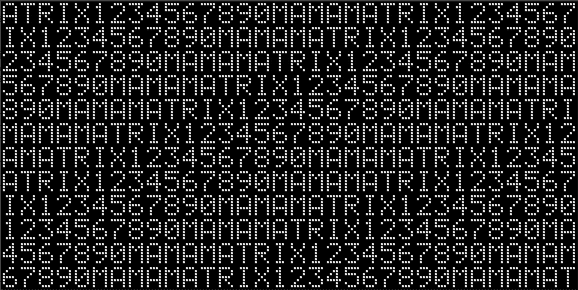 ATRIX1234567890MAMAMATRIX1234567
IX1234567890MAMAMATRIX1234567890
234567890MAMAMATRIX1234567890MAM
567890MAMAMATRIX1234567890MAMAMA
890MAMAMATRIX1234567890MAMAMATRI
MAMAMATRIX1234567890MAMAMATRIX12
AMATRIX1234567890MAMAMATRIX12345
ATRIX1234567890MAMAMATRIX1234567
IX1234567890MAMAMATRIX1234567890
1234567890MAMAMATRIX1234567890MA
4567890MAMAMATRIX1234567890MAMAM
67890MAMAMATRIX1234567890MAMAMAT